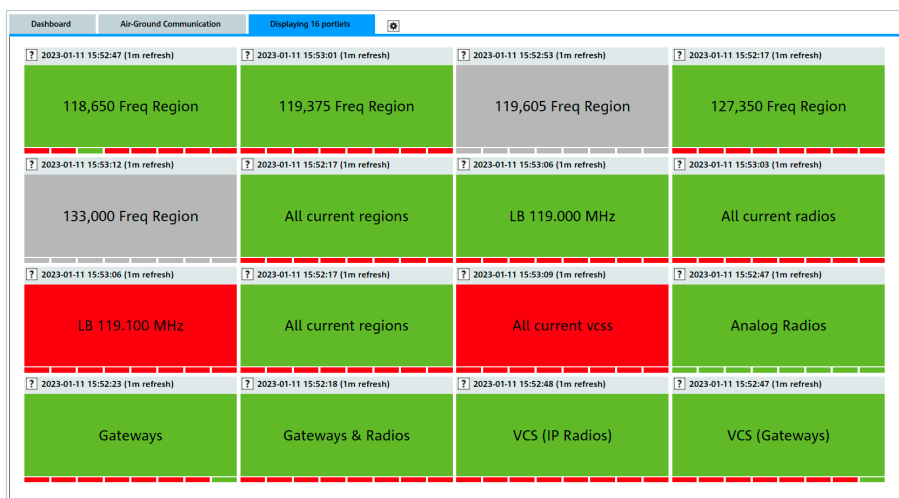 Dashboard
Air-Ground Communication
Displaying 16 portlets
? 2023-01-11 15:52:47 (1m refresh)
? 2023-01-11 15:53:01 (1m refresh)
? 2023-01-11 15:52:53 (1m refresh)
? 2023-01-11 15:52:17 (1m refresh)
118,650 Freq Region
119,375 Freq Region
119,605 Freq Region
127,350 Freq Region
? 2023-01-11 15:53:12 (1m refresh)
? 2023-01-11 15:52:17 (1m refresh)
? 2023-01-11 15:53:06 (1m refresh)
? 2023-01-11 15:53:03 (1m refresh)
133,000 Freq Region
All current regions
LB 119.000 MHz
All current radios
? 2023-01-11 15:53:06 (1m refresh)
? 2023-01-11 15:52:17 (1m refresh)
? 2023-01-11 15:53:09 (1m refresh)
? 2023-01-11 15:52:47 (1m refresh)
LB 119.100 MHz
All current regions
All current vcss
Analog Radios
? 2023-01-11 15:52:23 (1m refresh)
? 2023-01-11 15:52:18 (1m refresh)
? 2023-01-11 15:52:48 (1m refresh)
? 2023-01-11 15:52:47 (1m refresh)
Gateways
Gateways & Radios
VCS (IP Radios)
VCS (Gateways)